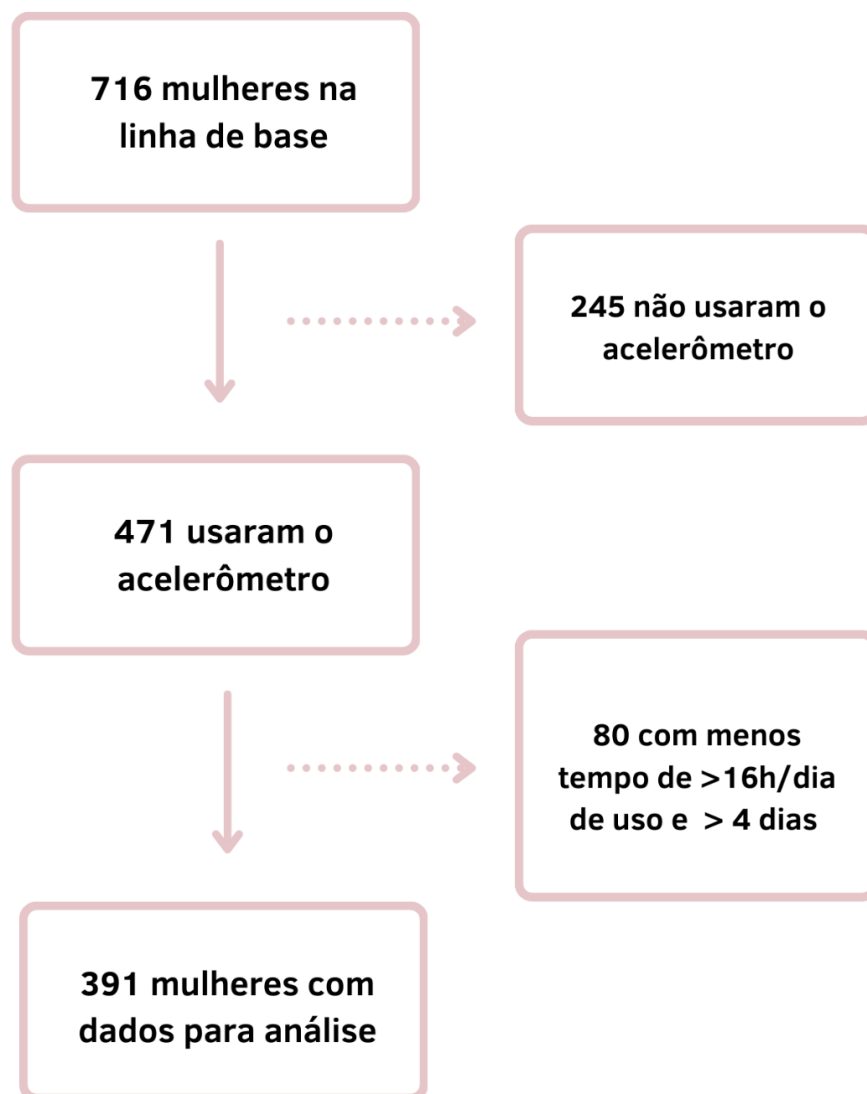 716 mulheres na
linha de base
245 não usaram o
acelerômetro
471 usaram o
acelerômetro
80 com menos
tempo de >16h/dia
de uso e > 4 dias
391 mulheres com
dados para análise